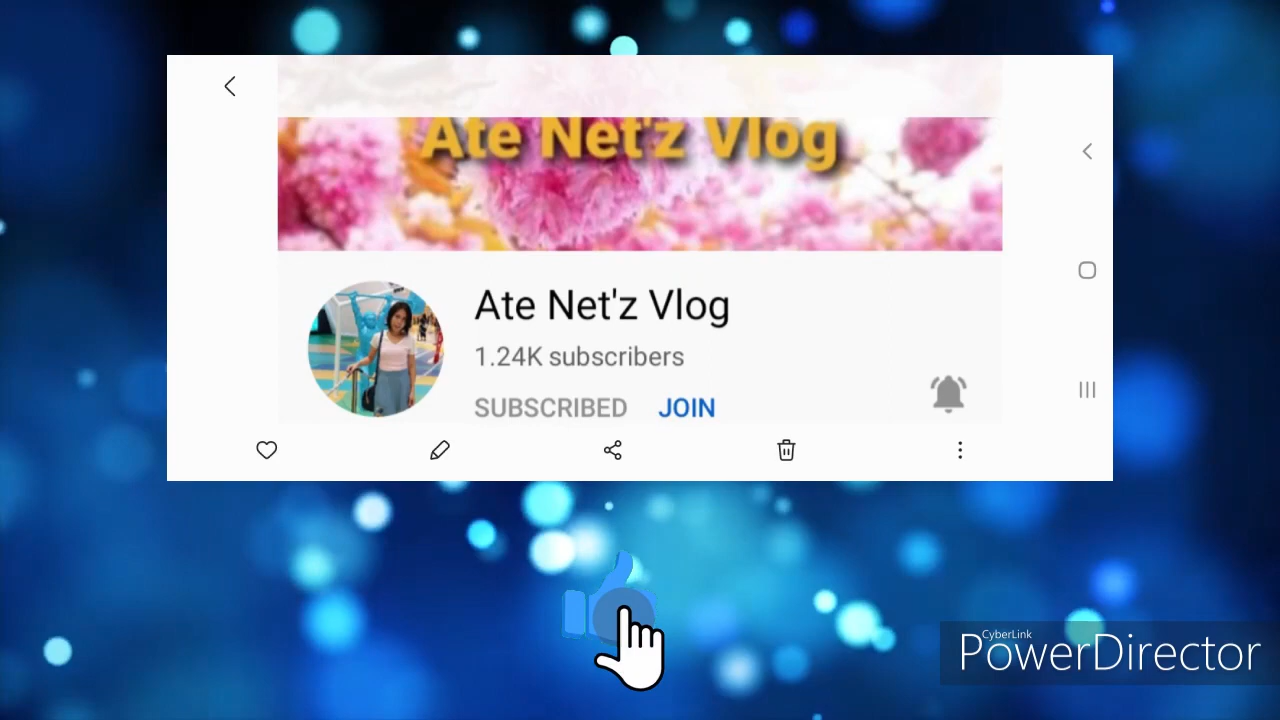 Ate Net'z Vlog
Ate Net'z Vlog
1.24K subscribers
SUBSCRIBED JOIN
CyberLink
PowerDirector